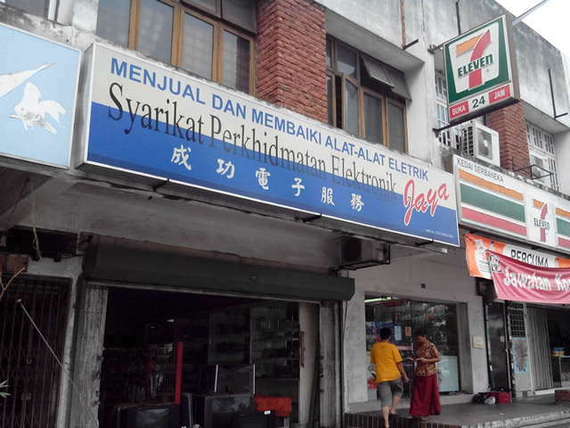 MENJUAL DAN MEMBAIKI ALAT-ALAT ELETRIK
Syarikat Perkhidmatan Elektronik Jaya
成功電子服務
7
ELEVEN
BUKA 24 JAM
KEDAI SERBANEKA
7
ELEVEN
PERCUMA